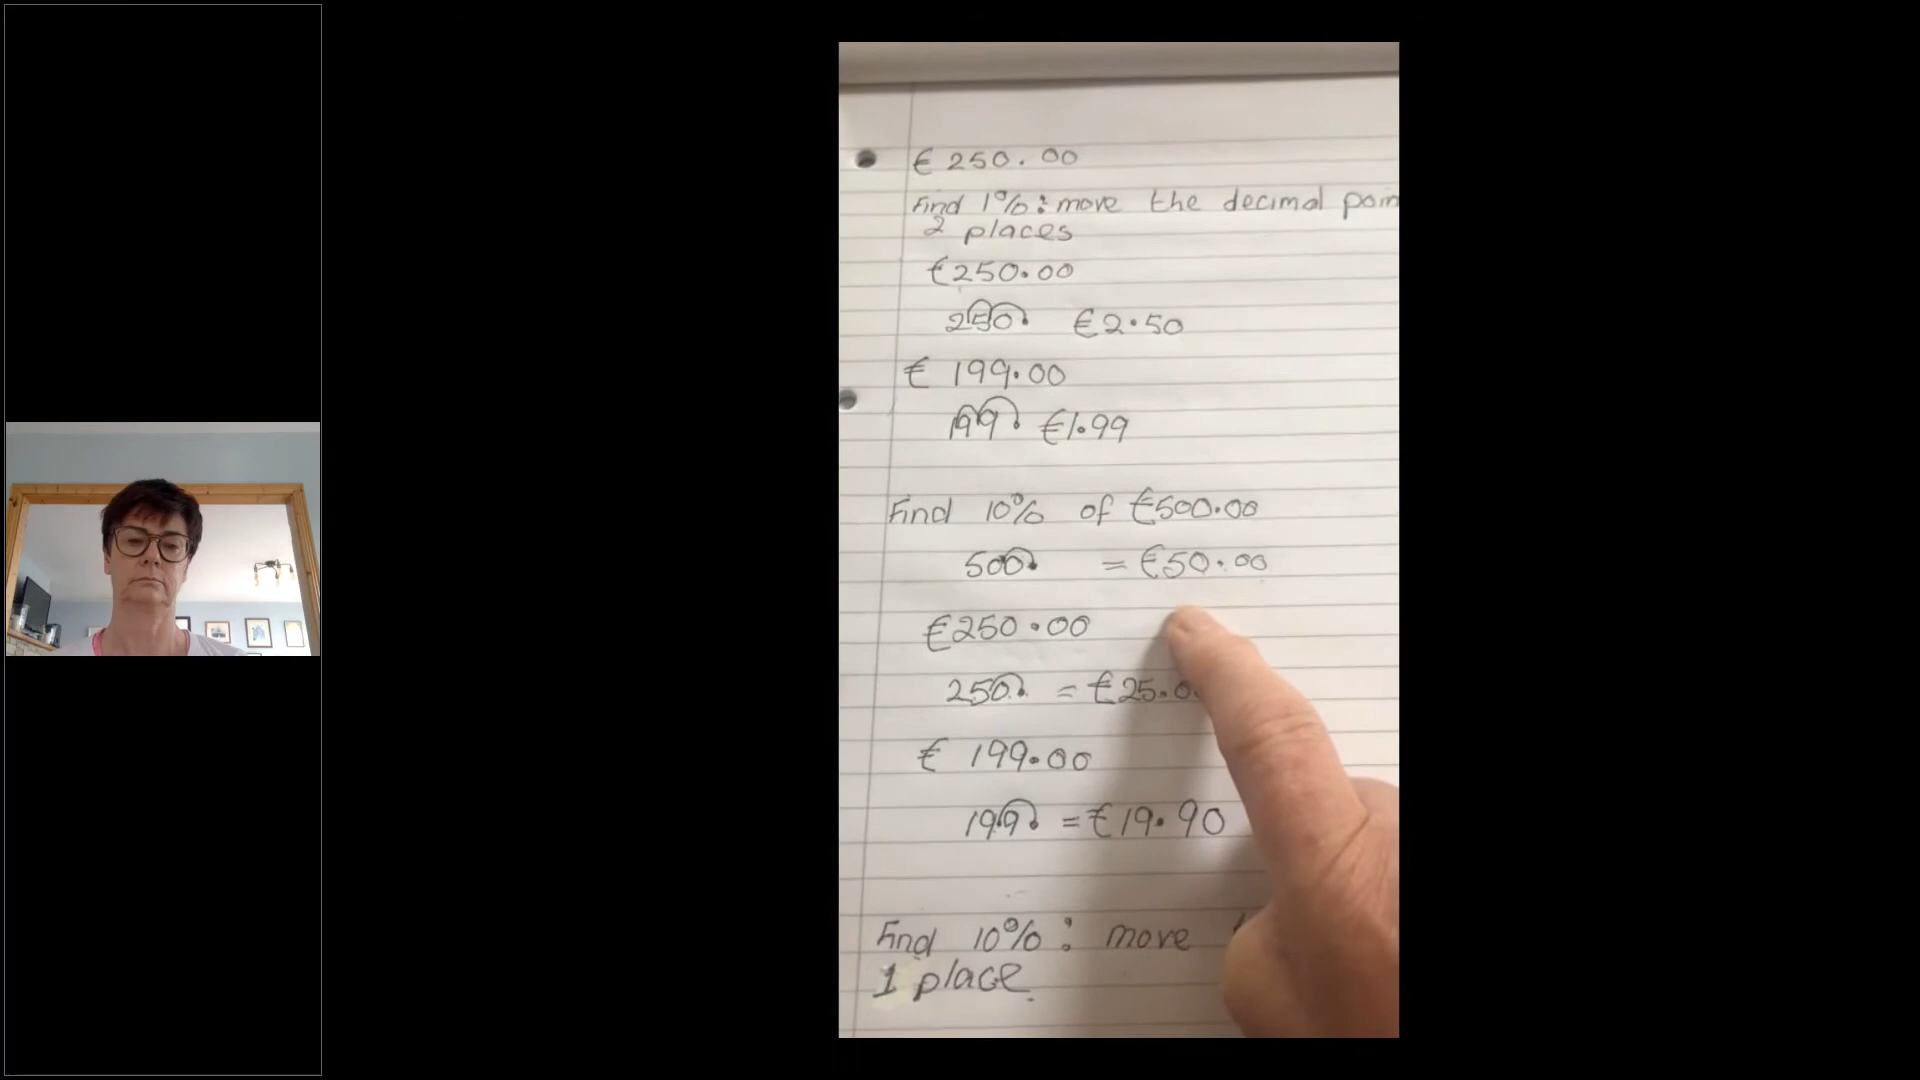 € 250.00
Find 1% : move the decimal poin
2 places
€250.00
250. €2.50
€ 199.00
199. €1.99
Find 10% of €500.00
500. = €50.00
€250.00
250. = €25.0
€ 199.00
199. = €19.90
Find 10% : move
1 place.